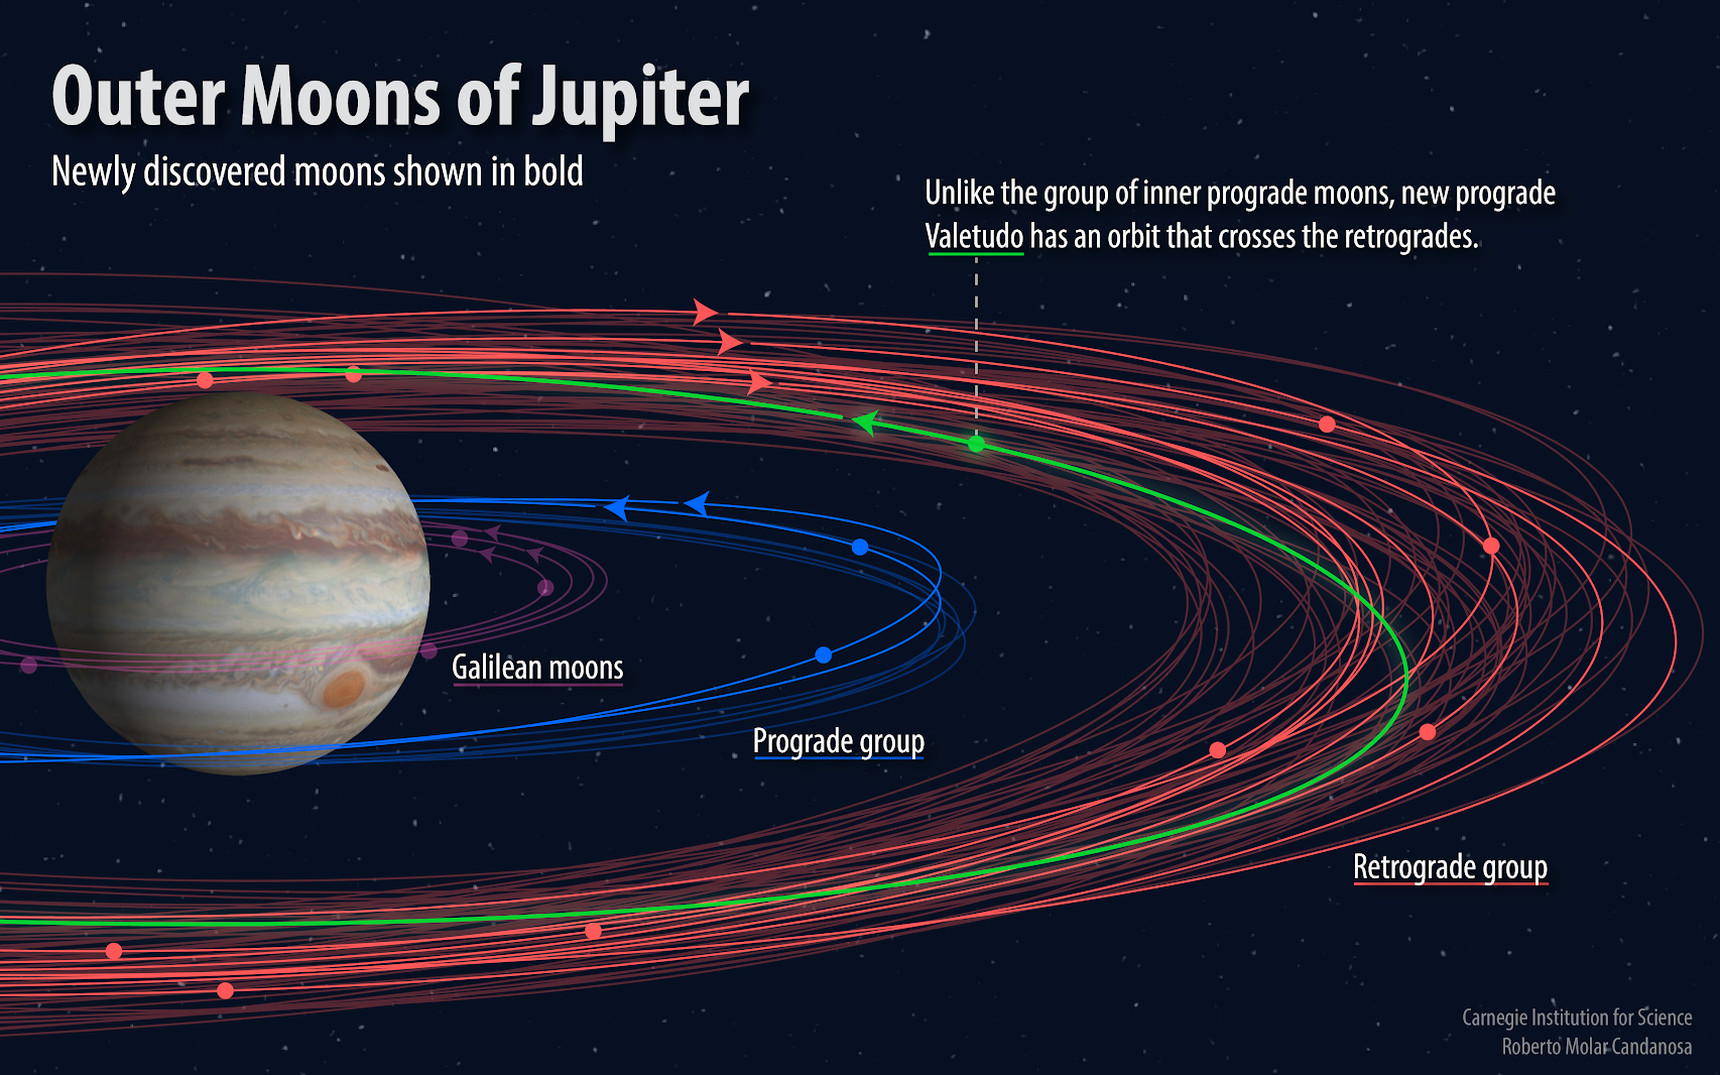 Outer Moons of Jupiter
Newly discovered moons shown in bold
Unlike the group of inner prograde moons, new prograde
Valetudo has an orbit that crosses the retrogrades.
Galilean moons
Prograde group
Retrograde group
Carnegie Institution for Science
Roberto Molar Candanosa